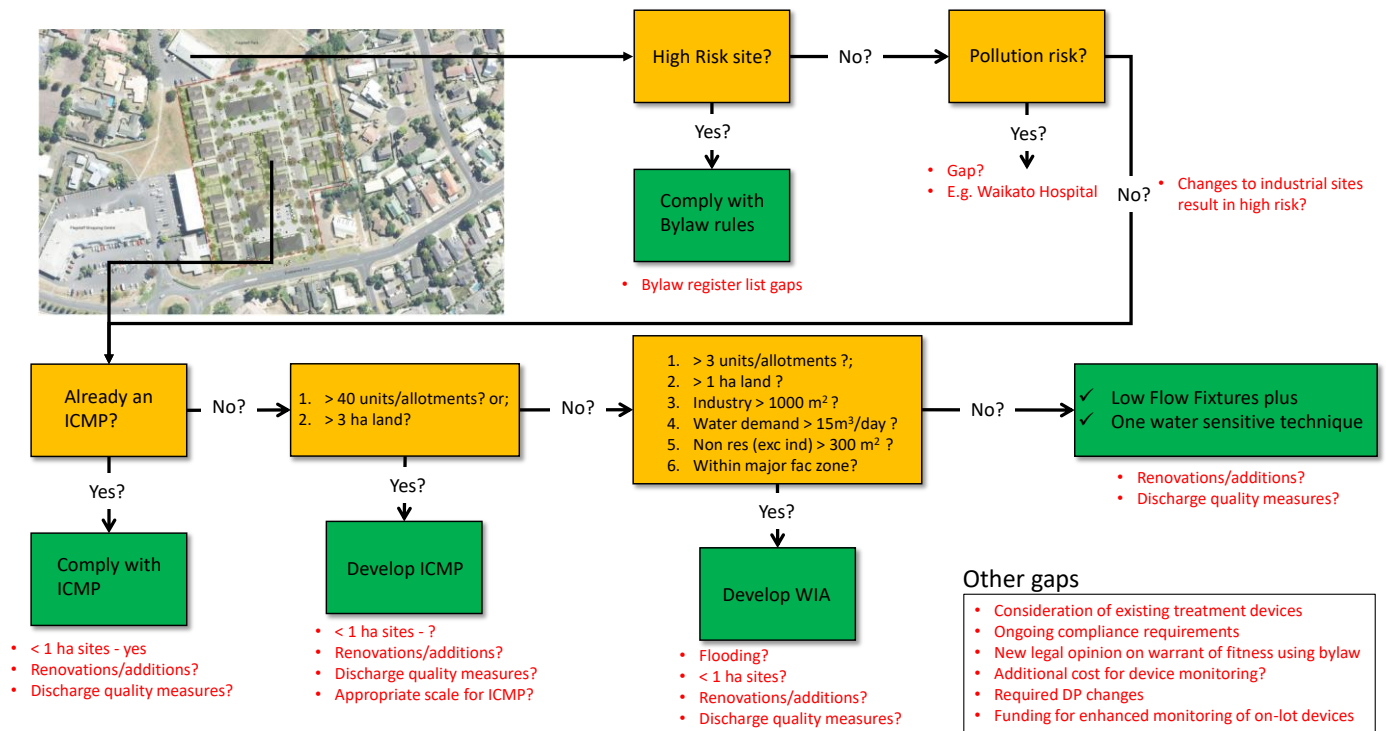 High Risk site?
No?
Pollution risk?
Yes?
Yes?
• Gap?
• E.g. Waikato Hospital
No?
• Changes to industrial sites
result in high risk?
Comply with
Bylaw rules
• Bylaw register list gaps
Already an
ICMP?
No?
1. > 40 units/allotments? or;
2. > 3 ha land?
No?
1. > 3 units/allotments ?;
2. > 1 ha land ?
3. Industry > 1000 m² ?
4. Water demand > 15m³/day ?
5. Non res (exc ind) > 300 m² ?
6. Within major fac zone?
No?
✓ Low Flow Fixtures plus
✓ One water sensitive technique
• Renovations/additions?
• Discharge quality measures?
Yes?
Comply with
ICMP
• < 1 ha sites - yes
• Renovations/additions?
• Discharge quality measures?
Yes?
Develop ICMP
• < 1 ha sites - ?
• Renovations/additions?
• Discharge quality measures?
• Appropriate scale for ICMP?
Yes?
Develop WIA
• Flooding?
• < 1 ha sites?
• Renovations/additions?
• Discharge quality measures?
Other gaps
• Consideration of existing treatment devices
• Ongoing compliance requirements
• New legal opinion on warrant of fitness using bylaw
• Additional cost for device monitoring?
• Required DP changes
• Funding for enhanced monitoring of on-lot devices